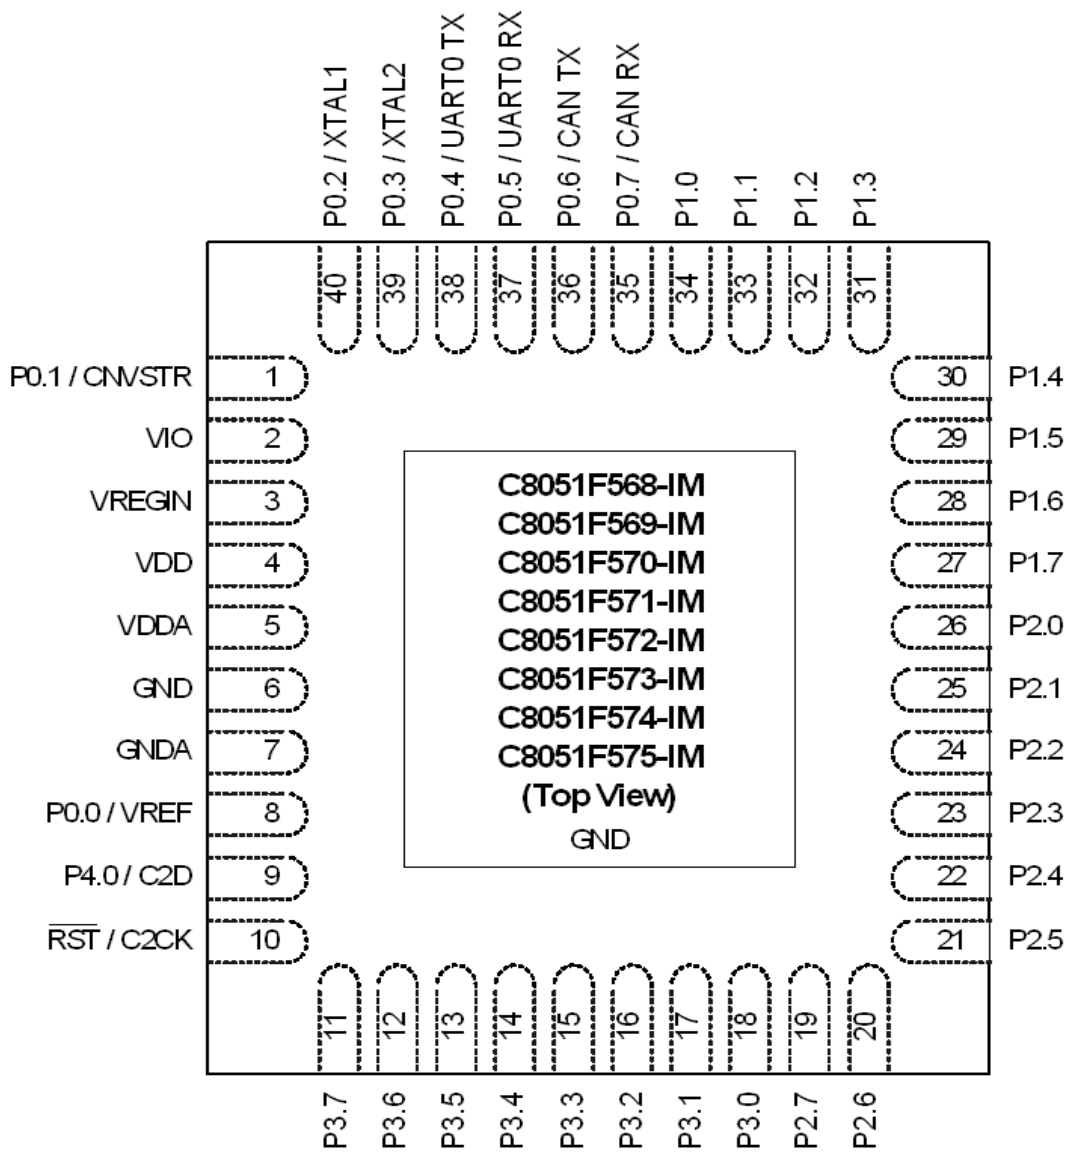 P0.2 / XTAL1
P0.3 / XTAL2
P0.4 / UART0 TX
P0.5 / UART0 RX
P0.6 / CAN TX
P0.7 / CAN RX
P1.0
P1.1
P1.2
P1.3
40
39
38
37
36
35
34
33
32
31
P0.1 / CNVSTR 1
VIO 2
VREGIN 3
VDD 4
VDDA 5
GND 6
GNDA 7
P0.0 / VREF 8
P4.0 / C2D 9
RST / C2CK 10
C8051F568-IM
C8051F569-IM
C8051F570-IM
C8051F571-IM
C8051F572-IM
C8051F573-IM
C8051F574-IM
C8051F575-IM
(Top View)
GND
30 P1.4
29 P1.5
28 P1.6
27 P1.7
26 P2.0
25 P2.1
24 P2.2
23 P2.3
22 P2.4
21 P2.5
11
12
13
14
15
16
17
18
19
20
P3.7
P3.6
P3.5
P3.4
P3.3
P3.2
P3.1
P3.0
P2.7
P2.6